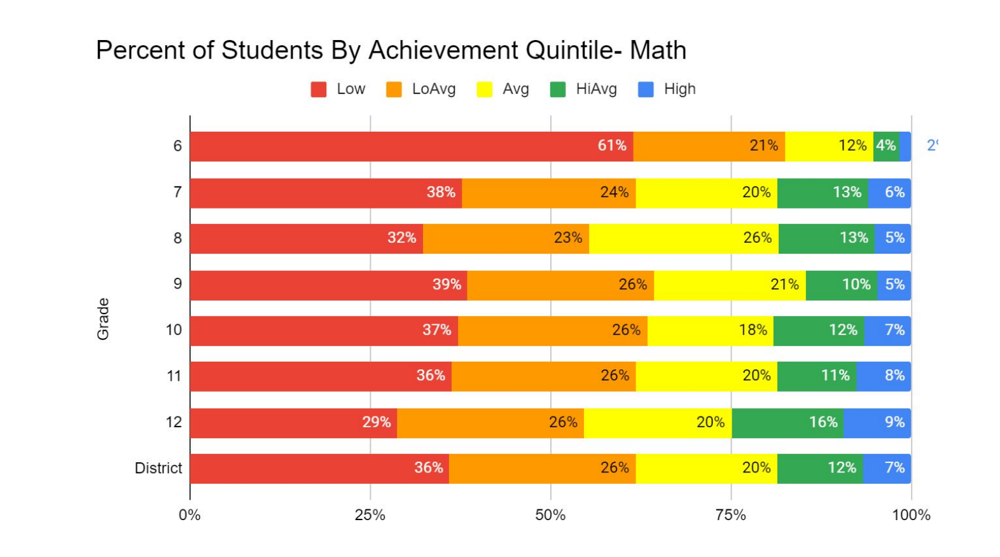 Percent of Students By Achievement Quintile- Math
Low LoAvg Avg HiAvg High
6 61% 21% 12% 4%
7 38% 24% 20% 13% 6%
8 32% 23% 26% 13% 5%
9 39% 26% 21% 10% 5%
Grade
10 37% 26% 18% 12% 7%
11 36% 26% 20% 11% 8%
12 29% 26% 20% 16% 9%
District 36% 26% 20% 12% 7%
0% 25% 50% 75% 100%